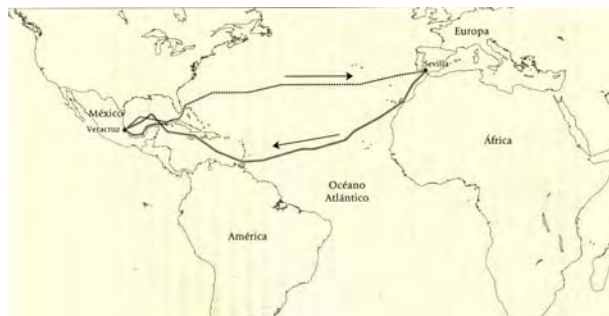 Europa
Sevilla
México
Veracruz
África
Océano
Atlántico
América